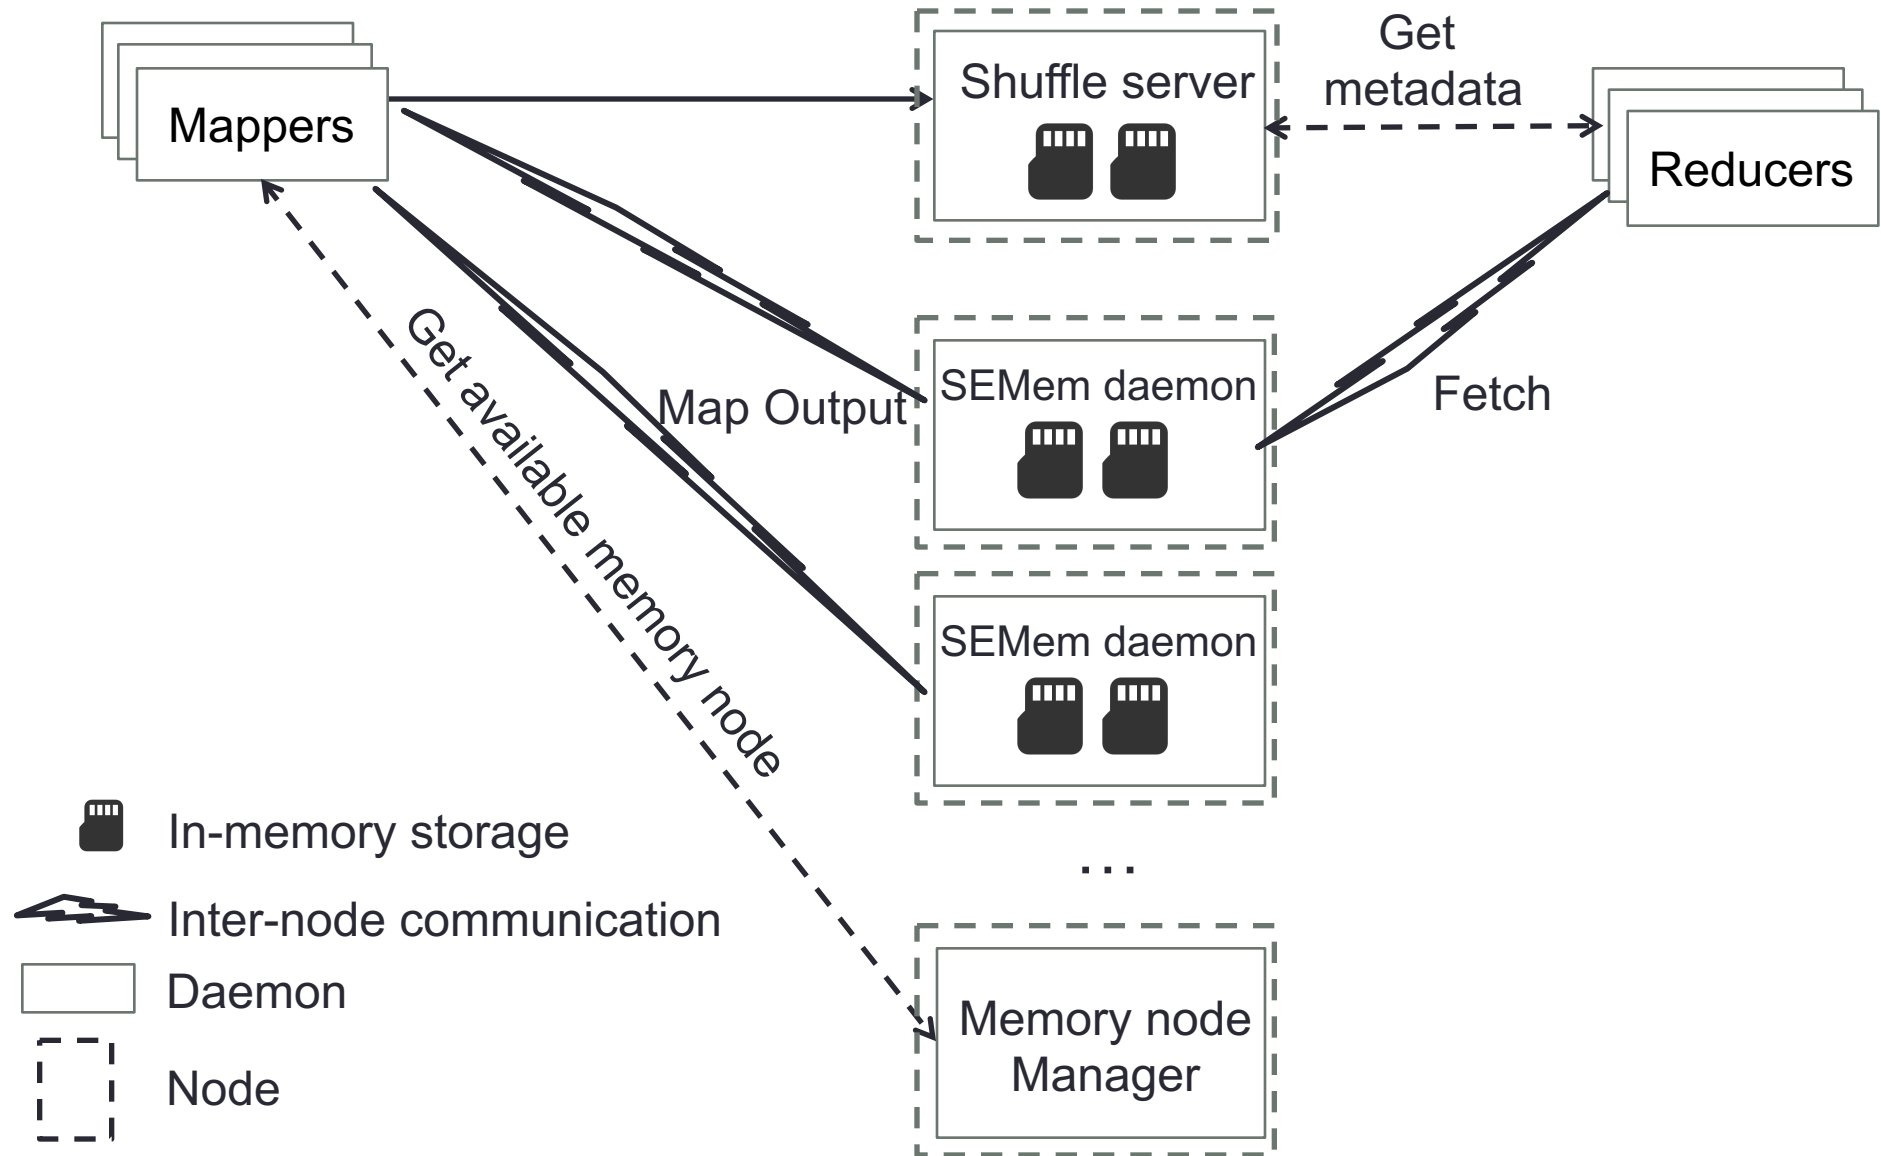 Mappers
Shuffle server
Get
metadata
Reducers
Get available memory node
Map Output
SEMem daemon
Fetch
SEMem daemon
...
Memory node
Manager
In-memory storage
Inter-node communication
Daemon
Node